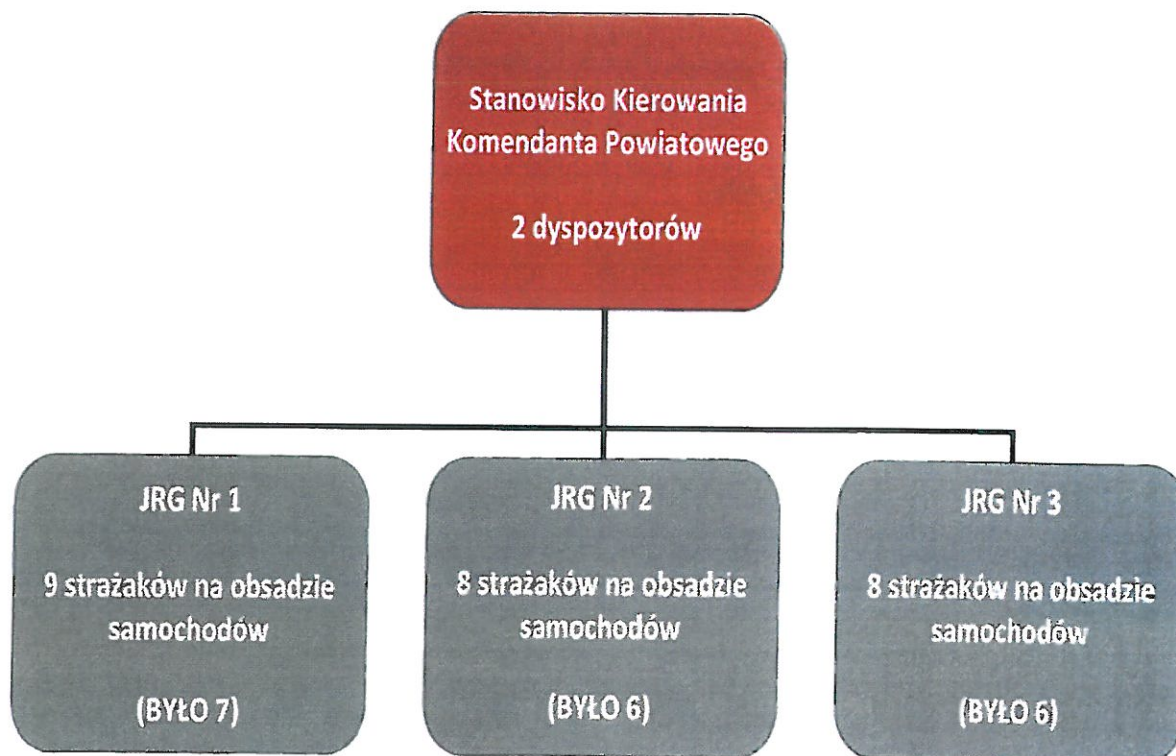 Stanowisko Kierowania
Komendanta Powiatowego
2 dyspozytorów
JRG Nr 1
9 strażaków na obsadzie
samochodów
(BYŁO 7)
JRG Nr 2
8 strażaków na obsadzie
samochodów
(BYŁO 6)
JRG Nr 3
8 strażaków na obsadzie
samochodów
(BYŁO 6)